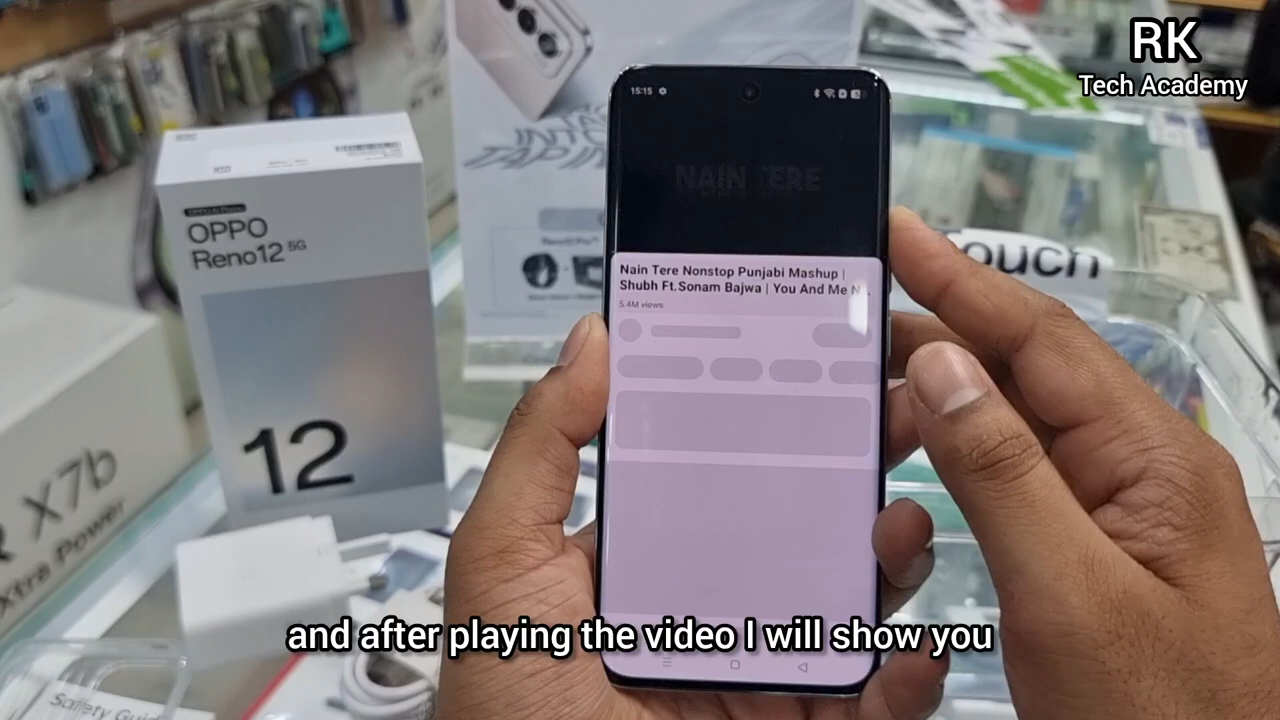 RK
Tech Academy
15:15
NAIN TERE
OPPO
Reno12 5G
Nain Tere Nonstop Punjabi Mashup |
Shubh Ft.Sonam Bajwa | You And Me N...
5.4M views
ouch
12
X7b
Xtra Power
and after playing the video I will show you
Safety Guid